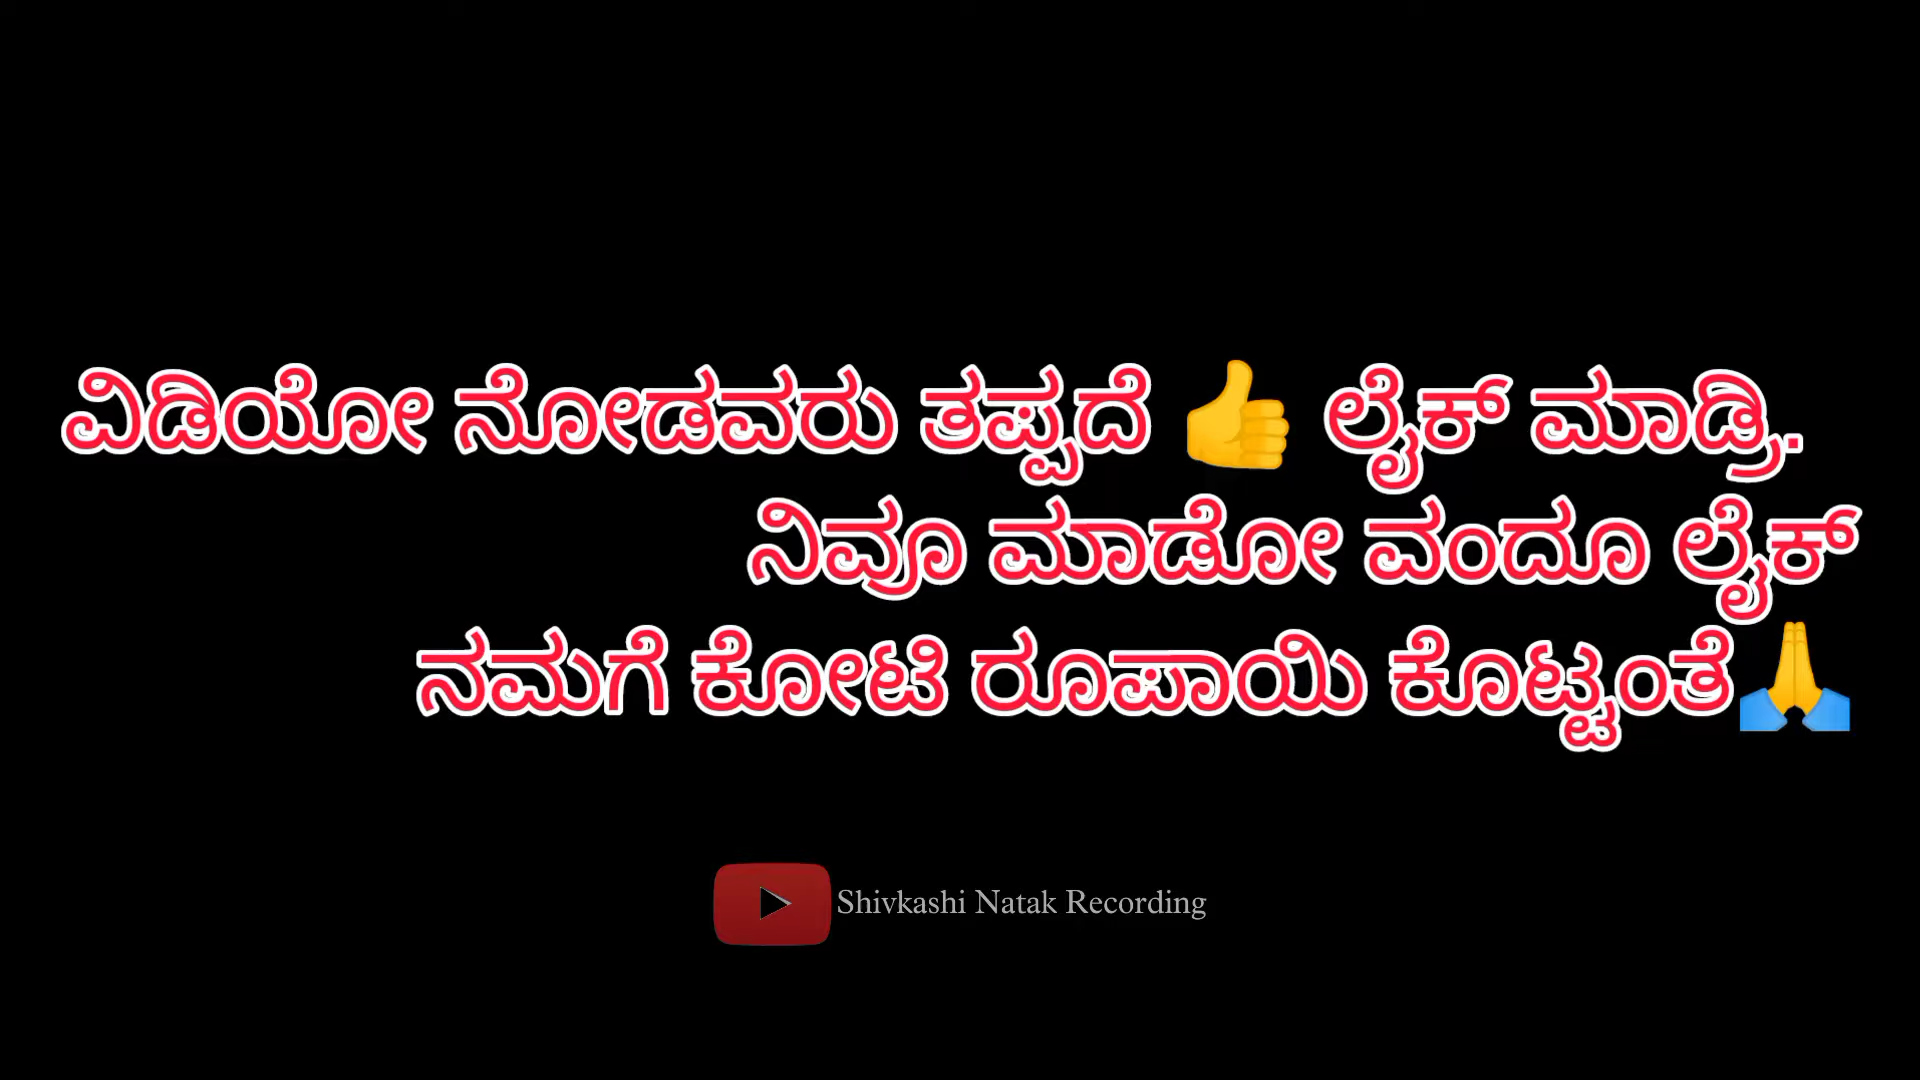 ವಿಡಿಯೋ ನೋಡವರು ತಪ್ಪದೆ 👍 ಲೈಕ್ ಮಾಡ್ರಿ.
ನಿವೂ ಮಾಡೋ ವಂದೂ ಲೈಕ್
ನಮಗೆ ಕೋಟಿ ರೂಪಾಯಿ ಕೊಟ್ಟಂತೆ🙏
Shivkashi Natak Recording